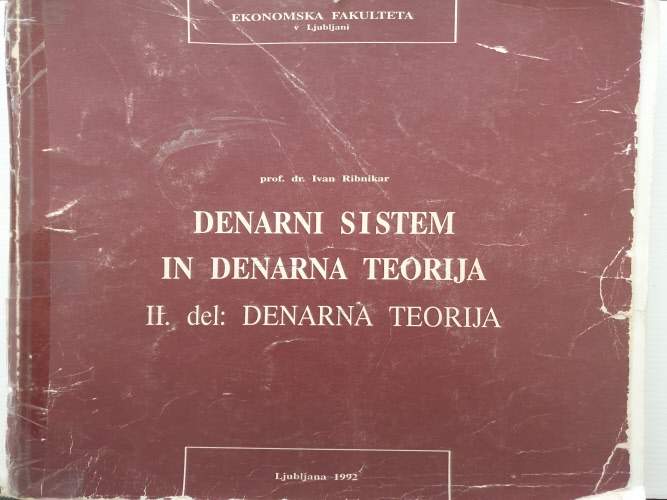 EKONOMSKA FAKULTETA
v Ljubljani
prof. dr. Ivan Ribnikar
DENARNI SISTEM
IN DENARNA TEORIJA
II. del: DENARNA TEORIJA
Ljubljana 1992